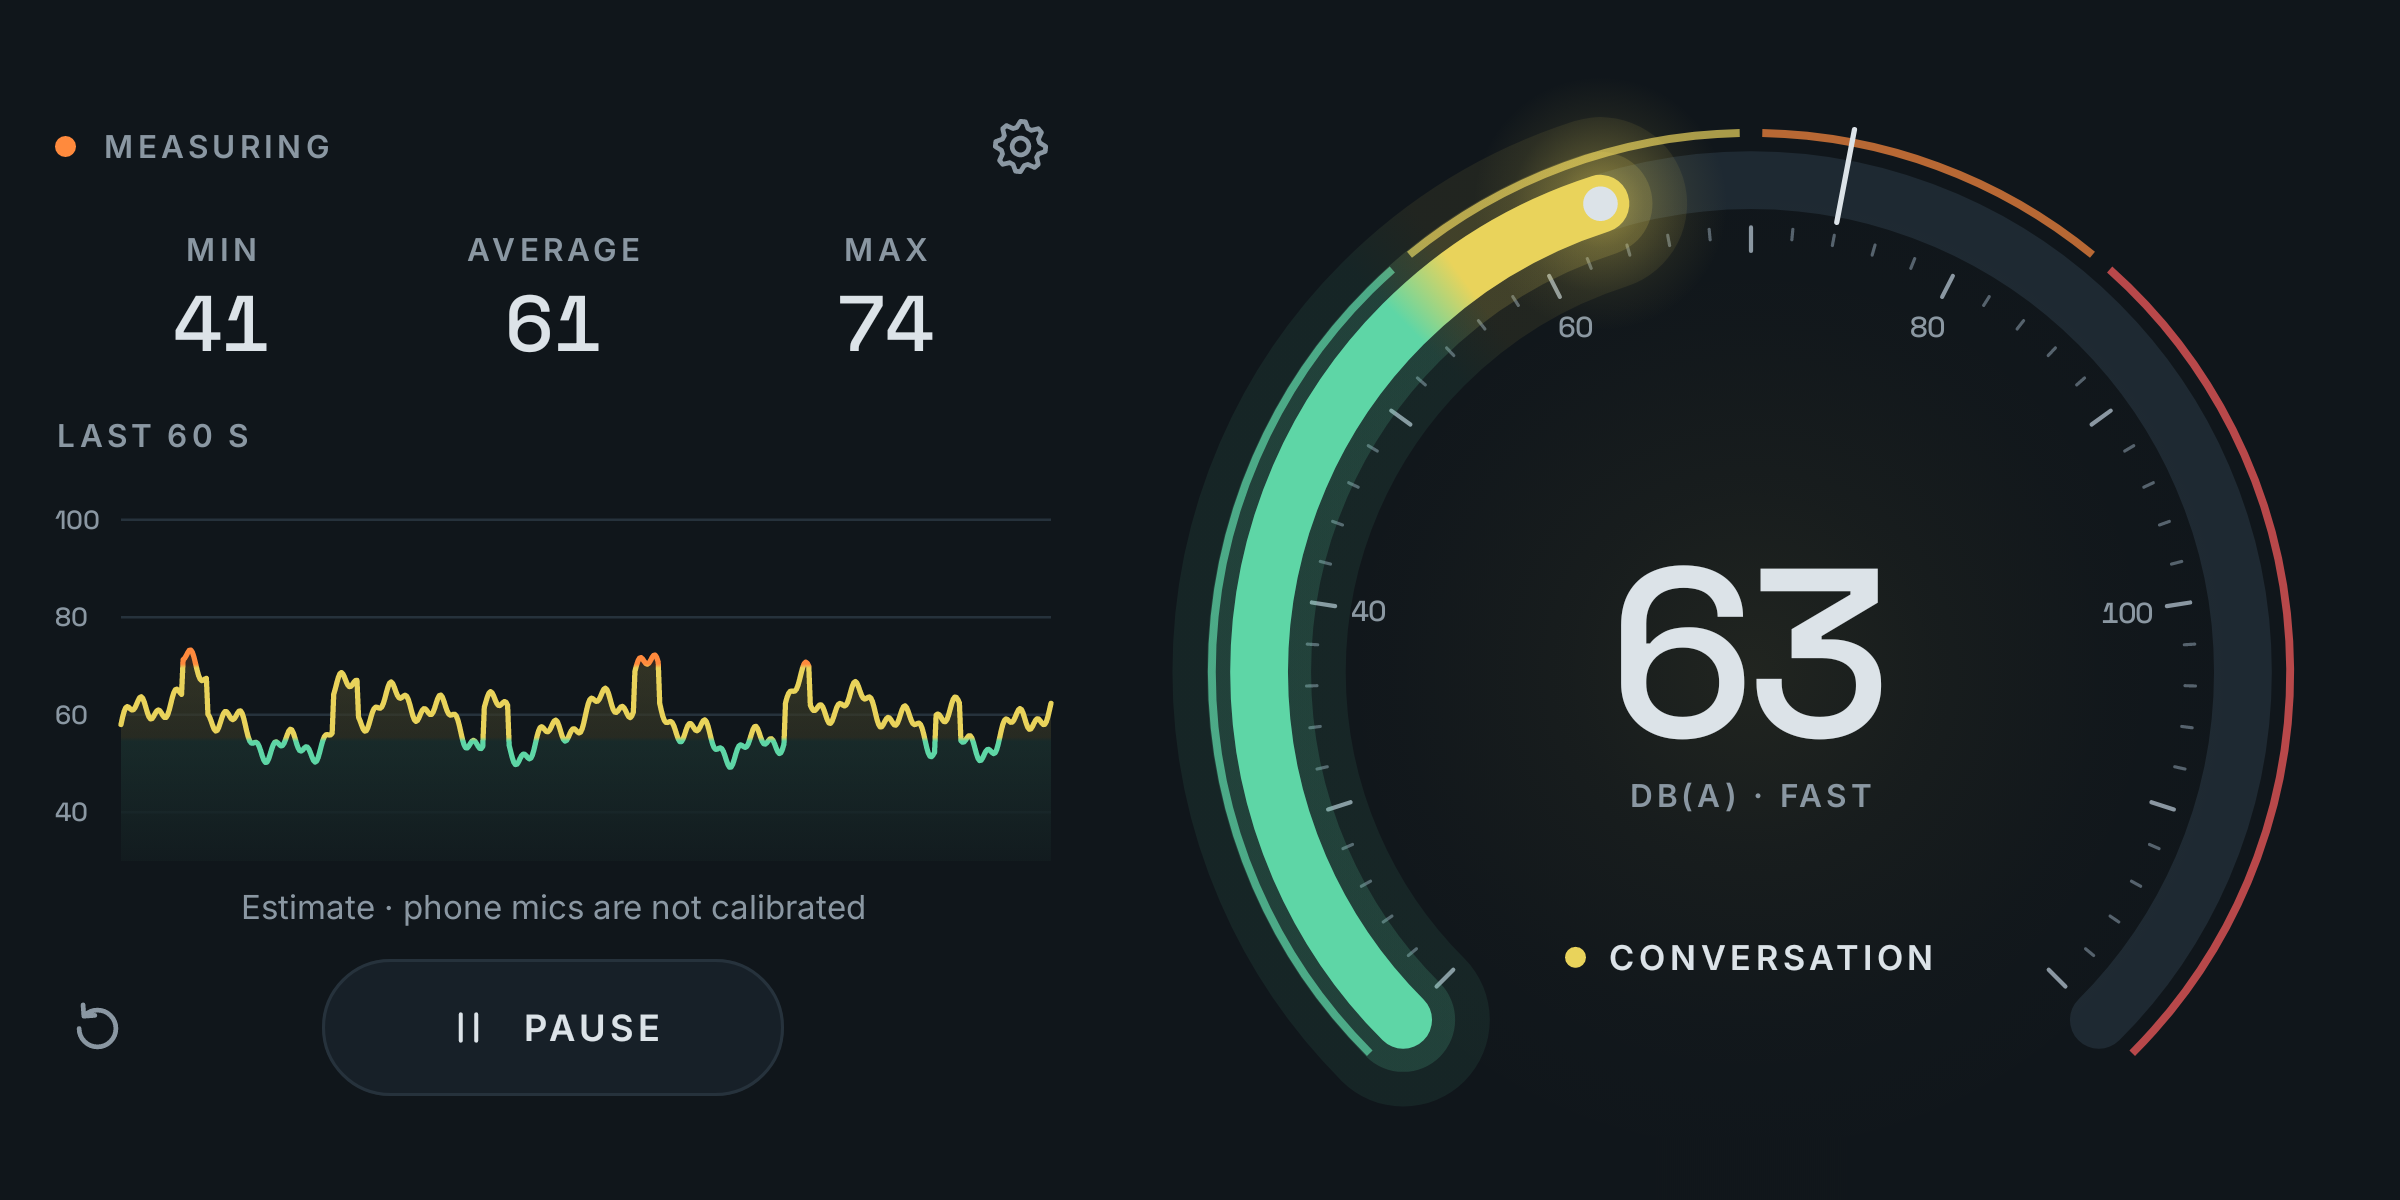 MEASURING
MIN AVERAGE MAX
41 61 74
LAST 60 S
100
80
60
40
Estimate · phone mics are not calibrated
PAUSE
60 80
40 100
63
DB(A) · FAST
CONVERSATION